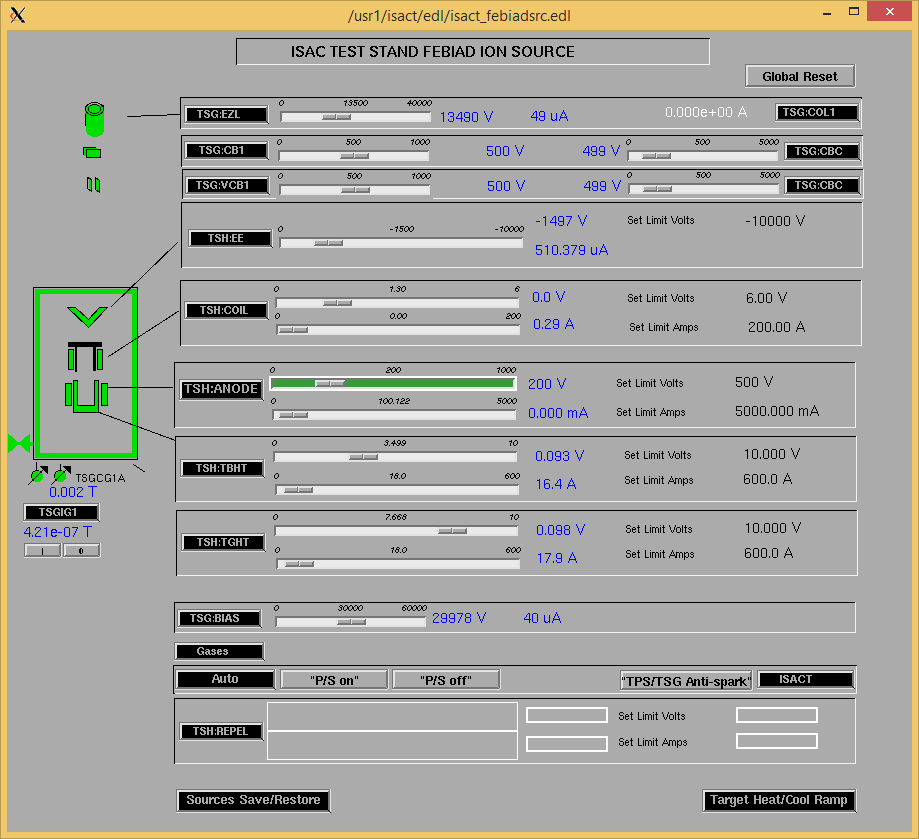 /usr1/isact/edl/isact_febiadsrc.edl
ISAC TEST STAND FEBIAD ION SOURCE
Global Reset
0 13500 40000
TSG:EZL 13490 V 49 uA 0.000e+00 A TSG:COL1
0 500 1000 0 500 5000
TSG:CB1 500 V 499 V TSG:CBC
0 500 1000 0 500 5000
TSG:VCB1 500 V 499 V TSG:CBC
-1497 V Set Limit Volts -10000 V
0 -1500 -10000
TSH:EE
510.379 uA
0 1.30 6
0.0 V Set Limit Volts 6.00 V
TSH:COIL
0 0.00 200
0.29 A Set Limit Amps 200.00 A
0 200 1000
200 V Set Limit Volts 500 V
TSH:ANODE
0 100.122 5000
0.000 mA Set Limit Amps 5000.000 mA
0 3.499 10
0.093 V Set Limit Volts 10.000 V
TSH:TBHT
0 18.0 600
16.4 A Set Limit Amps 600.0 A
TSGCG1A
0.002 T
TSGIG1
4.21e-07 T
I 0
0 7.668 10
0.098 V Set Limit Volts 10.000 V
TSH:TGHT
0 18.0 600
17.9 A Set Limit Amps 600.0 A
0 30000 60000
TSG:BIAS 29978 V 40 uA
Gases
Auto "P/S on" "P/S off" "TPS/TSG Anti-spark" ISACT
Set Limit Volts
TSH:REPEL
Set Limit Amps
Sources Save/Restore Target Heat/Cool Ramp